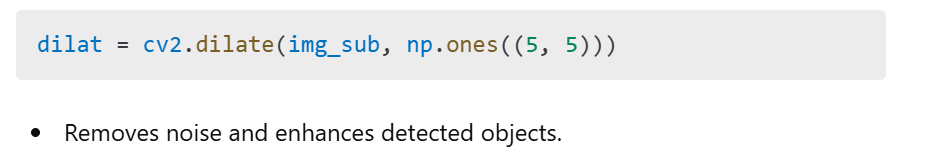 dilat = cv2.dilate(img_sub, np.ones((5, 5)))
• Removes noise and enhances detected objects.